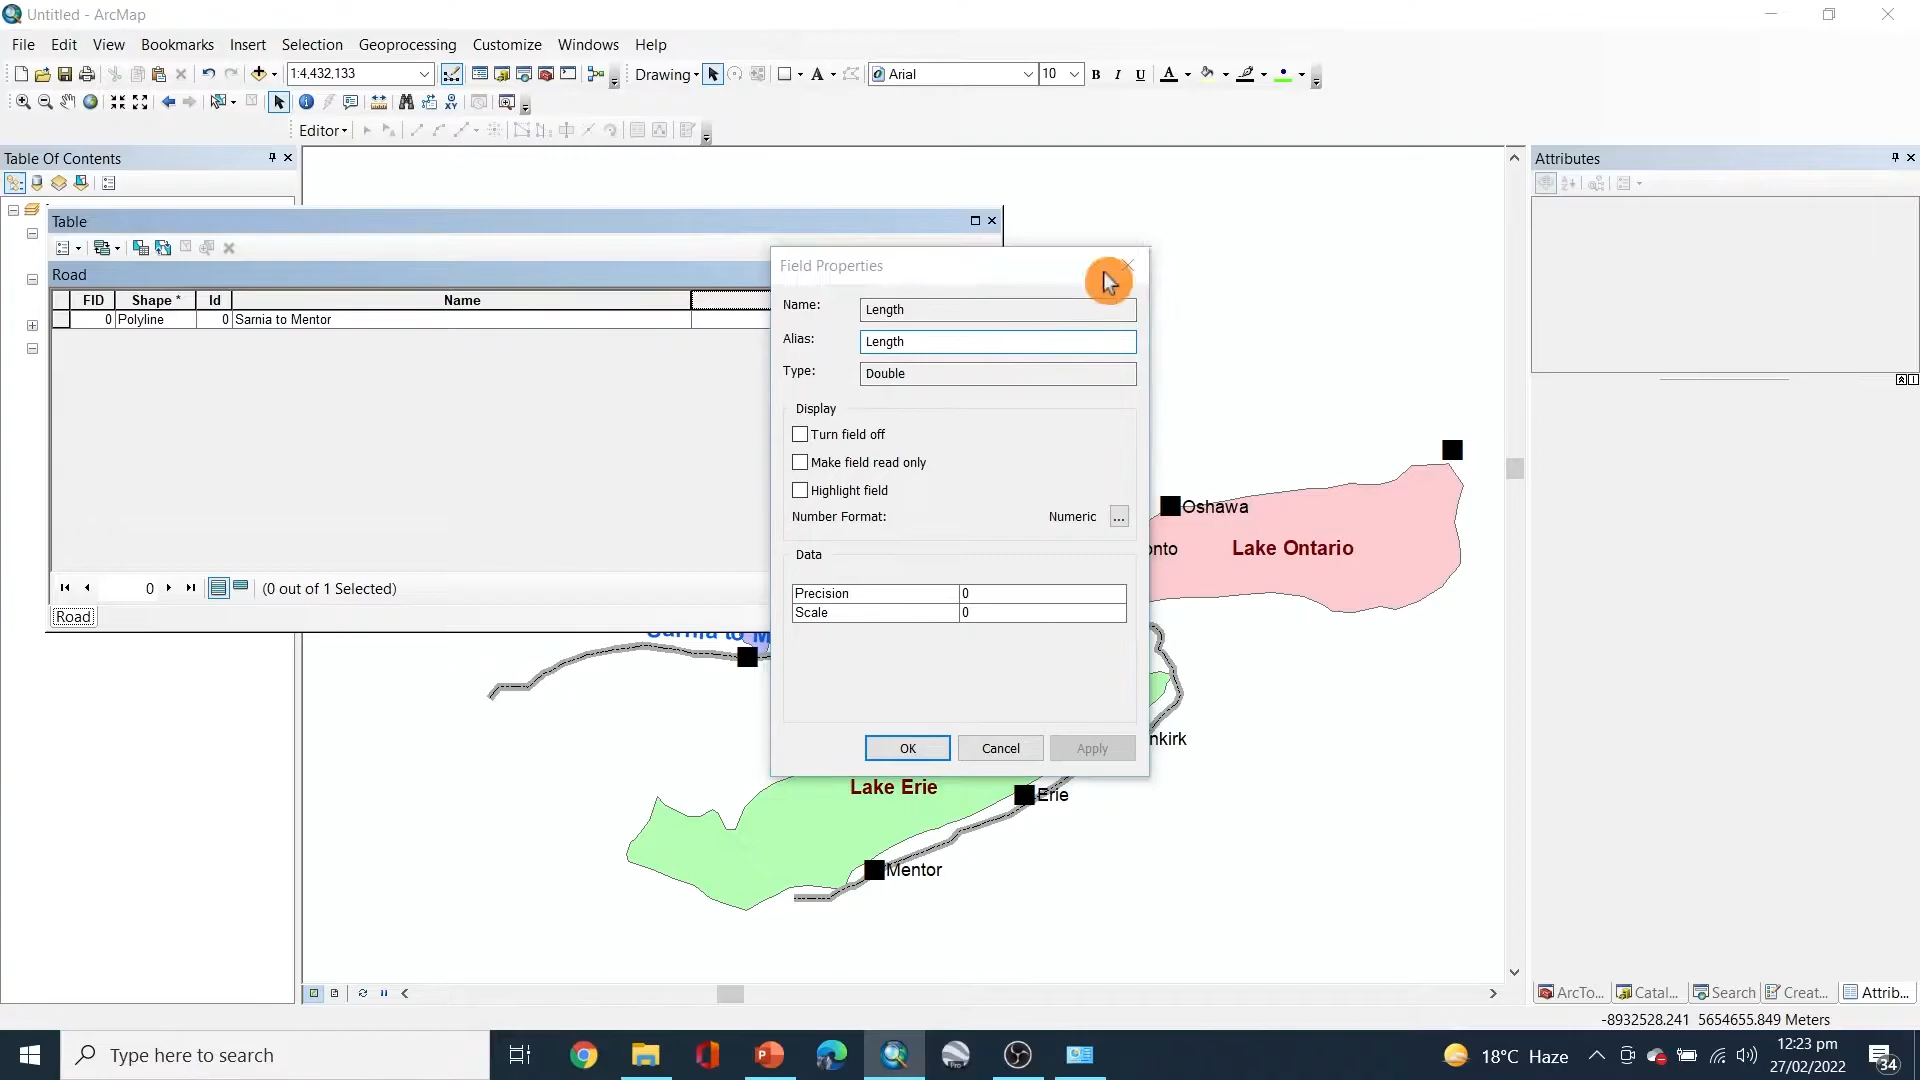 Untitled - ArcMap
File Edit View Bookmarks Insert Selection Geoprocessing Customize Windows Help
1:4,432,133 Drawing A Arial 10 B I U A
Editor
Table Of Contents
Attributes
Table
Road
FID Shape * Id Name
0 Polyline 0 Sarnia to Mentor
0 (0 out of 1 Selected)
Road
Field Properties
Name: Length
Alias: Length
Type: Double
Display
Turn field off
Make field read only
Highlight field
Number Format: Numeric ...
Data
Precision 0
Scale 0
OK Cancel Apply
Oshawa
onto
Lake Ontario
Sarnia to M
nkirk
Lake Erie
Erie
Mentor
ArcTo... Catal... Search Creat... Attrib...
-8932528.241 5654655.849 Meters
Type here to search
Pro
18°C Haze
12:23 pm
27/02/2022
34